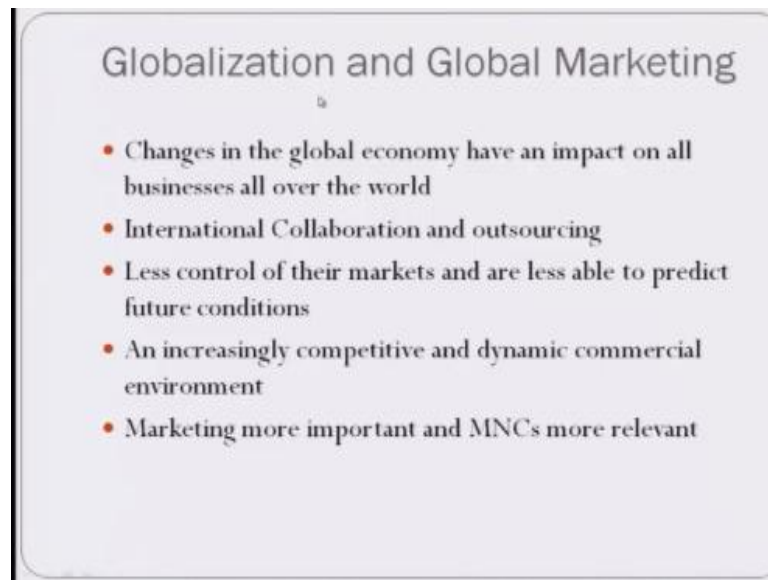 Globalization and Global Marketing
• Changes in the global economy have an impact on all
businesses all over the world
• International Collaboration and outsourcing
• Less control of their markets and are less able to predict
future conditions
• An increasingly competitive and dynamic commercial
environment
• Marketing more important and MNCs more relevant